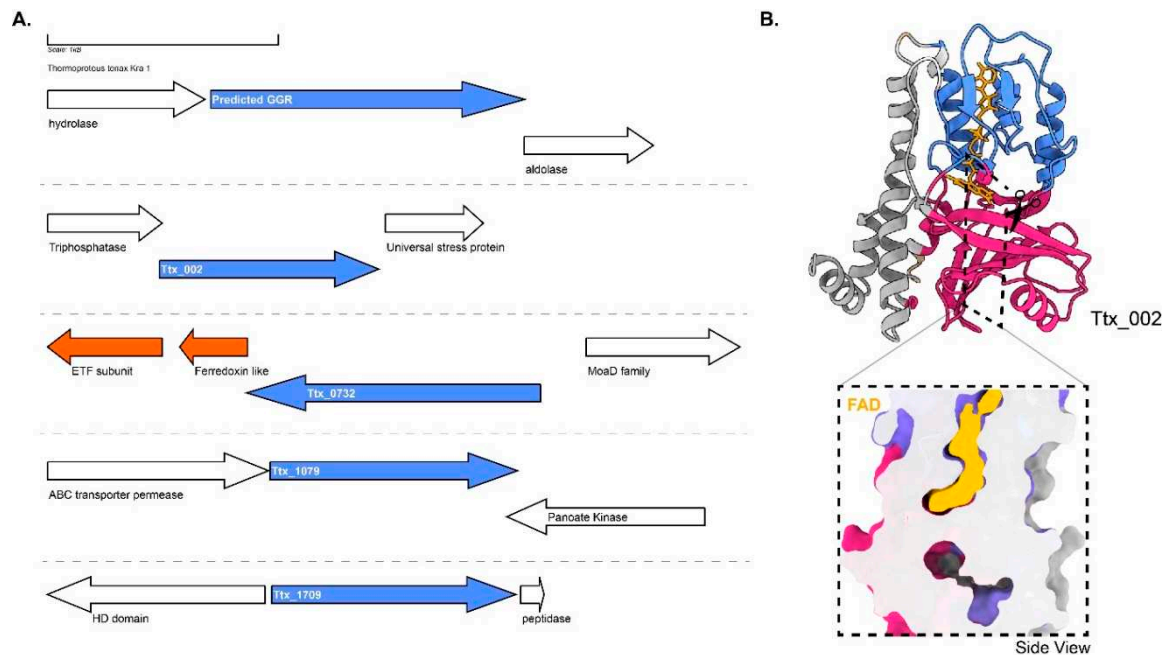 A.
Scale: 1kB
Thermoproteus tenax Kra 1
Predicted GGR
hydrolase
aldolase
Triphosphatase
Universal stress protein
Ttx_002
ETF subunit
Ferredoxin like
MoaD family
Ttx_0732
Ttx_1079
ABC transporter permease
Panoate Kinase
Ttx_1709
HD domain
peptidase
B.
Ttx_002
FAD
Side View